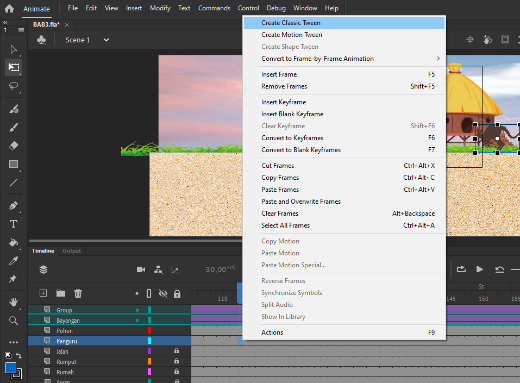 Animate File Edit View Insert Modify Text Commands Control Debug Window Help
BAB3.fla* ×
Scene 1
Create Classic Tween
Create Motion Tween
Create Shape Tween
Convert to Frame-by-Frame Animation
Insert Frame F5
Remove Frames Shift+F5
Insert Keyframe
Insert Blank Keyframe
Clear Keyframe Shift+F6
Convert to Keyframes F6
Convert to Blank Keyframes F7
Cut Frames Ctrl+Alt+X
Copy Frames Ctrl+Alt+C
Paste Frames Ctrl+Alt+V
Paste and Overwrite Frames
Clear Frames Alt+Backspace
Select All Frames Ctrl+Alt+A
Copy Motion
Paste Motion
Paste Motion Special...
Reverse Frames
Synchronize Symbols
Split Audio
Show In Library
Actions F9
Timeline Output
30,00
5t
110 145 150 155
Group
Bayangan
Pohon
Kanguru
Jalan
Rumput
Rumah
Awan